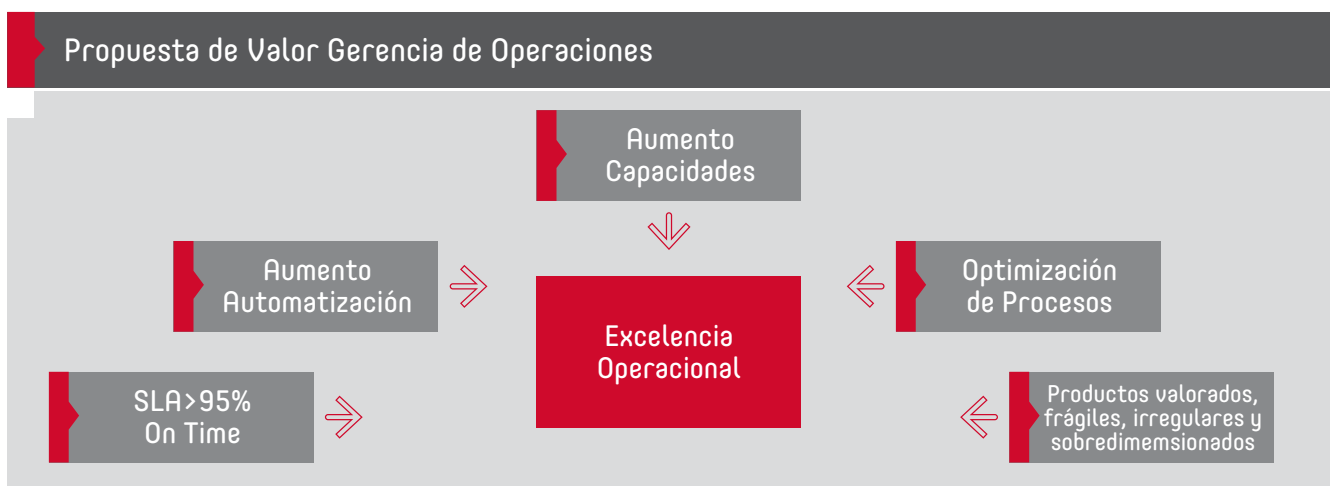 Propuesta de Valor Gerencia de Operaciones
Aumento
Capacidades
Aumento
Automatización
Optimización
de Procesos
Excelencia
Operacional
SLA>95%
On Time
Productos valorados,
frágiles, irregulares y
sobredimemsionados